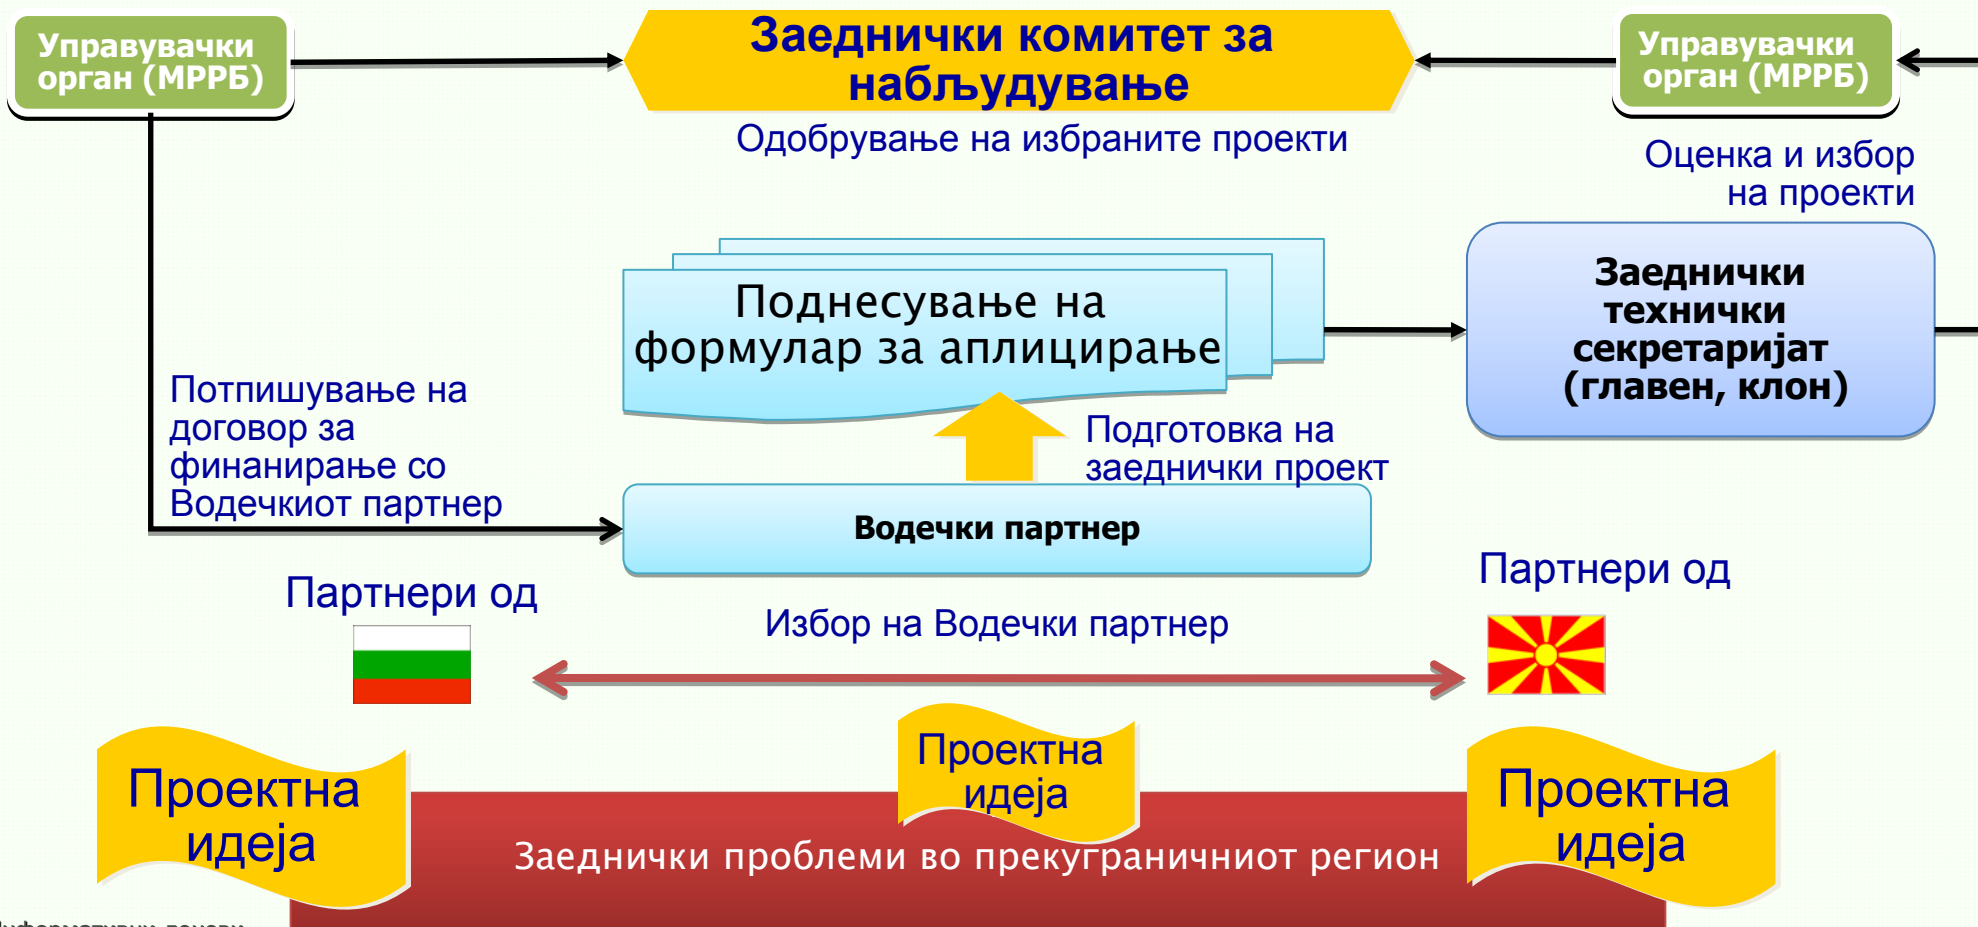 Управувачки
орган (МРРБ)
Заеднички комитет за
набљудување
Управувачки
орган (МРРБ)
Одобрување на избраните проекти
Оценка и избор
на проекти
Поднесување на
формулар за аплицирање
Заеднички
технички
секретаријат
(главен, клон)
Потпишување на
договор за
финанирање со
Водечкиот партнер
Подготовка на
заеднички проект
Водечки партнер
Партнери од
Партнери од
Избор на Водечки партнер
Проектна
идеја
Проектна
идеја
Проектна
идеја
Заеднички проблеми во прекуграничниот регион